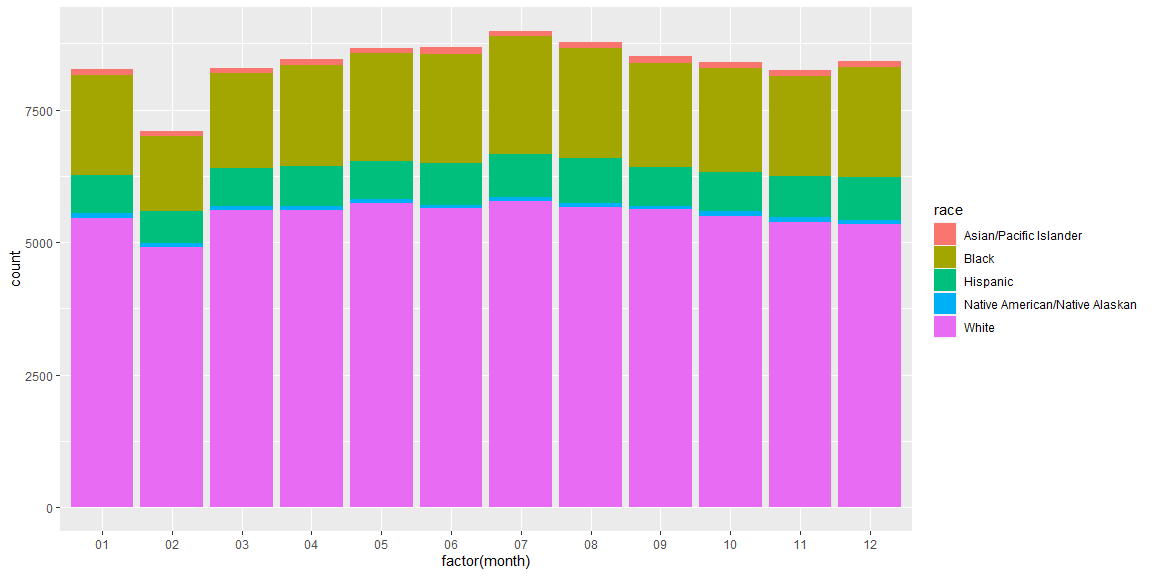 7500
5000
2500
0
count
01 02 03 04 05 06 07 08 09 10 11 12
factor(month)
race
Asian/Pacific Islander
Black
Hispanic
Native American/Native Alaskan
White